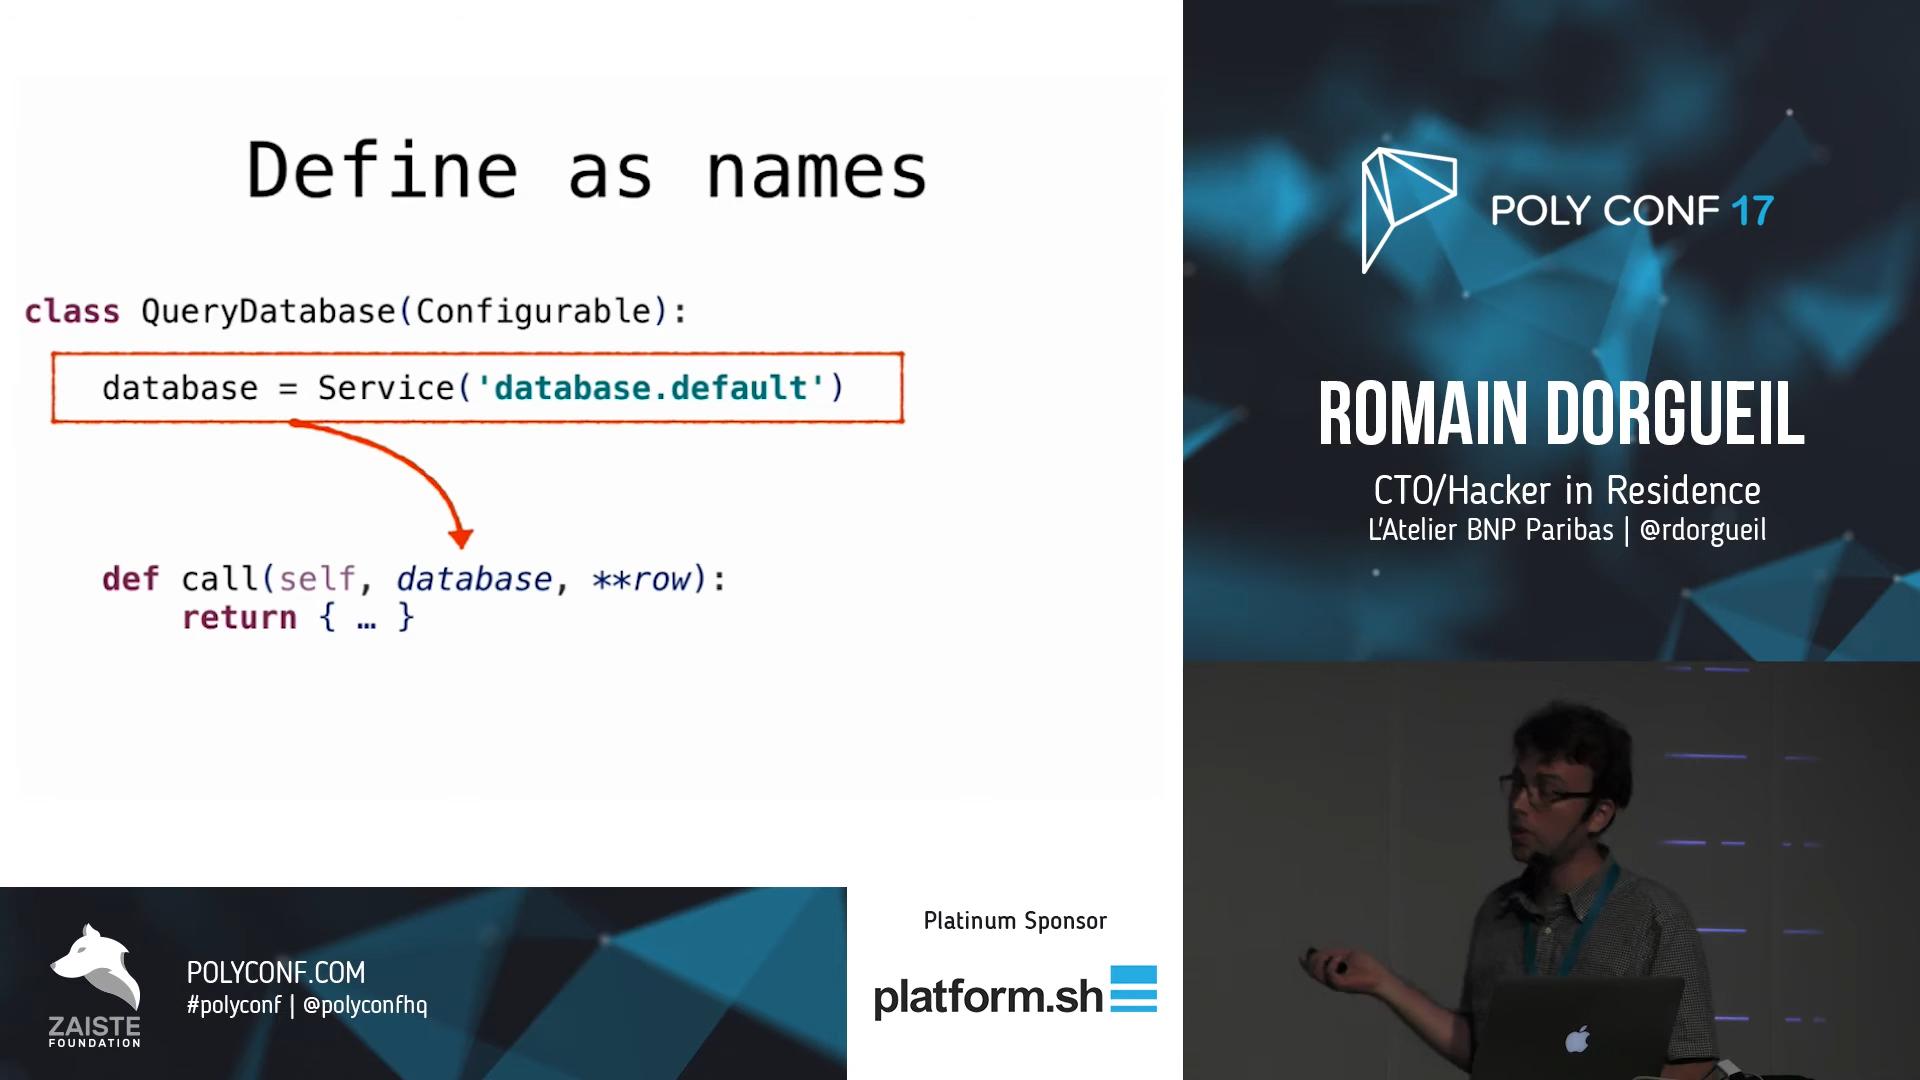 Define as names
class QueryDatabase(Configurable):
database = Service('database.default')
def call(self, database, **row):
return { … }
POLY CONF 17
ROMAIN DORGUEIL
CTO/Hacker in Residence
L'Atelier BNP Paribas | @rdorgueil
ZAISTE
FOUNDATION
POLYCONF.COM
#polyconf | @polyconfhq
Platinum Sponsor
platform.sh